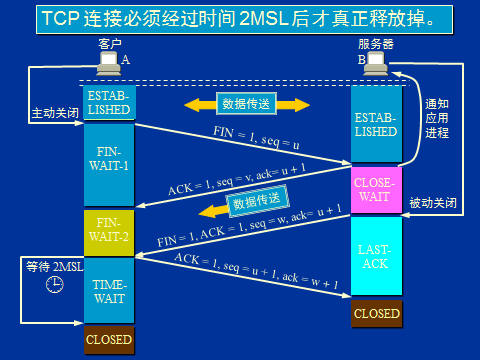 TCP 连接必须经过时间 2MSL 后才真正释放掉。
客户
A
服务器
B
ESTAB-
LISHED
数据传送
主动关闭
FIN = 1, seq = u
ESTAB-
LISHED
通知
应用
进程
FIN-
WAIT-1
ACK = 1, seq = v, ack= u + 1
CLOSE-
WAIT
数据传送
被动关闭
FIN-
WAIT-2
FIN = 1, ACK = 1, seq = w, ack= u + 1
LAST-
ACK
等待 2MSL
TIME-
WAIT
ACK = 1, seq = u + 1, ack = w + 1
CLOSED
CLOSED